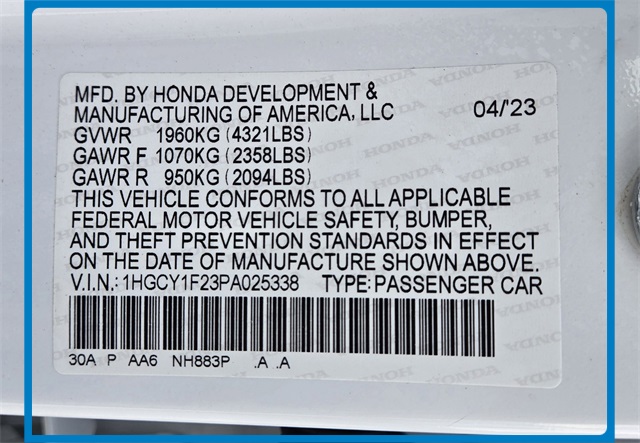 MFD. BY HONDA DEVELOPMENT &
MANUFACTURING OF AMERICA, LLC 04/'23
GVWR 1960KG (4321LBS)
GAWR F 1070KG (2358LBS)
GAWR R 950KG (2094LBS)
THIS VEHICLE CONFORMS TO ALL APPLICABLE
FEDERAL MOTOR VEHICLE SAFETY, BUMPER,
AND THEFT PREVENTION STANDARDS IN EFFECT
ON THE DATE OF MANUFACTURE SHOWN ABOVE.
V.I.N.: 1HGCY1F23PA025338 TYPE: PASSENGER CAR
30A P AA6 NH883P .A .A